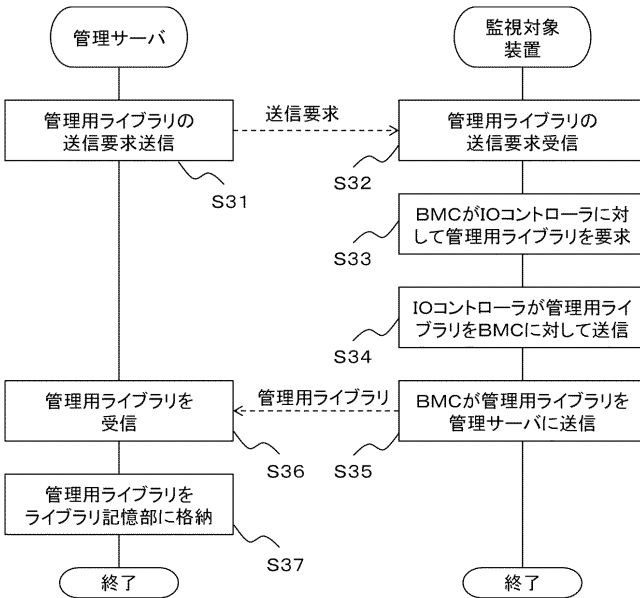 管理サーバ
監視対象
装置
管理用ライブラリの
送信要求送信
送信要求
管理用ライブラリの
送信要求受信
S31
S32
BMCがIOコントローラに対
して管理用ライブラリを要求
S33
IOコントローラが管理用ライ
ブラリをBMCに対して送信
S34
管理用ライブラリを
受信
管理用ライブラリ
BMCが管理用ライブラリを
管理サーバに送信
S36
S35
管理用ライブラリを
ライブラリ記憶部に格納
S37
終了
終了